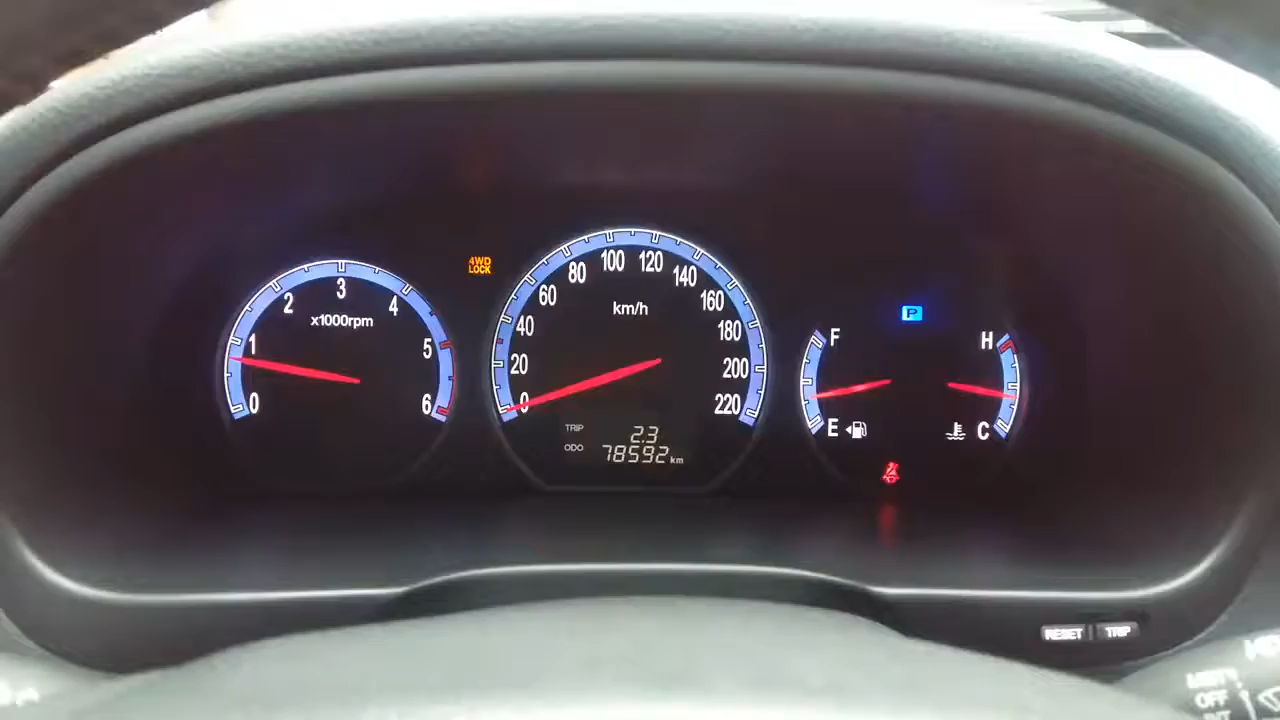 4WD
LOCK
0
1
2
3
4
5
6
x1000rpm
0
20
40
60
80
100
120
140
160
180
200
220
km/h
TRIP 2.3
ODO 78592 km
P
F
E
H
C
RESET TRIP
OFF